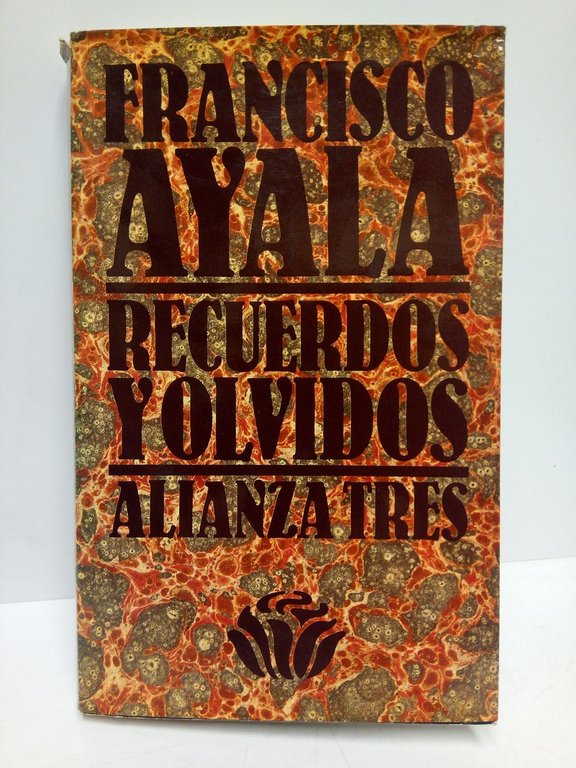 FRANCISCO
AYALA
RECUERDOS
Y OLVIDOS
ALIANZA TRES